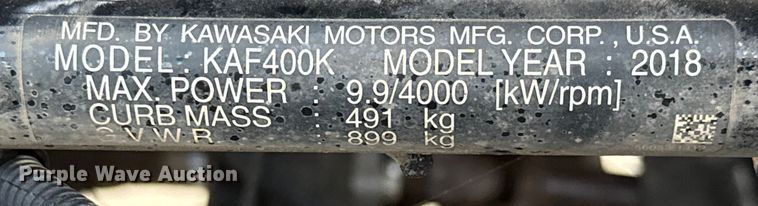 MFD. BY KAWASAKI MOTORS MFG. CORP., U.S.A.
MODEL : KAF400K MODEL YEAR : 2018
MAX. POWER : 9.9/4000 [kW/rpm]
CURB MASS : 491 kg
G.V.W.R. : 899 kg
Purple Wave Auction